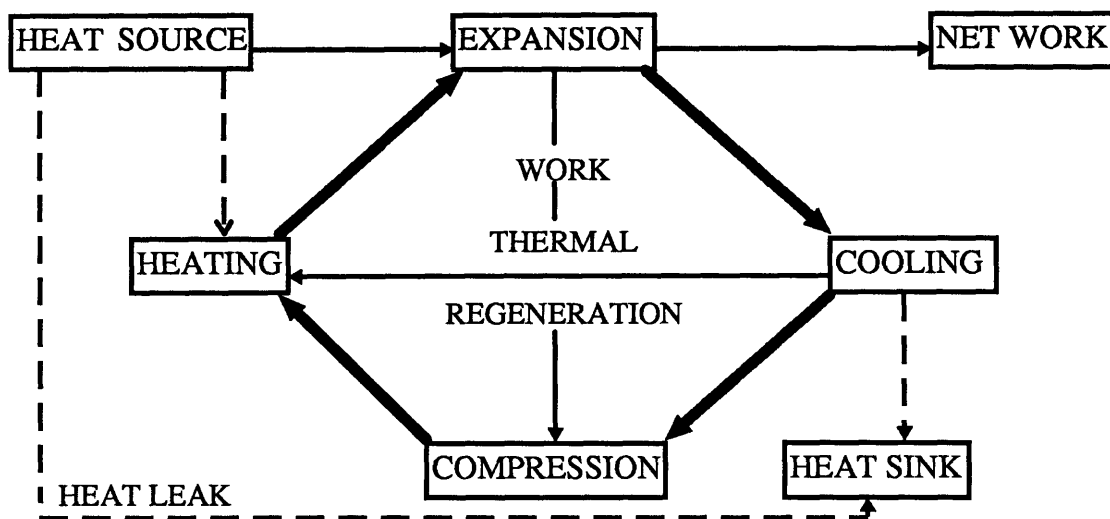 HEAT SOURCE
EXPANSION
NET WORK
WORK
THERMAL
HEATING
COOLING
REGENERATION
COMPRESSION
HEAT SINK
HEAT LEAK